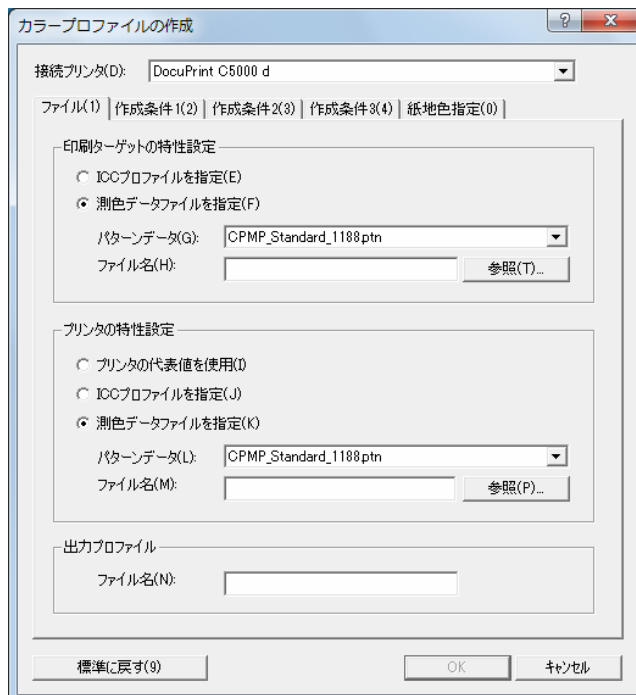 カラープロファイルの作成
接続プリンタ(D): DocuPrint C5000 d
ファイル(1) 作成条件1(2) 作成条件2(3) 作成条件3(4) 紙地色指定(0)
印刷ターゲットの特性設定
ICCプロファイルを指定(E)
測色データファイルを指定(F)
パターンデータ(G): CPMP_Standard_1188.ptn
ファイル名(H): 参照(T)...
プリンタの特性設定
プリンタの代表値を使用(I)
ICCプロファイルを指定(J)
測色データファイルを指定(K)
パターンデータ(L): CPMP_Standard_1188.ptn
ファイル名(M): 参照(P)...
出力プロファイル
ファイル名(N):
標準に戻す(9) OK キャンセル